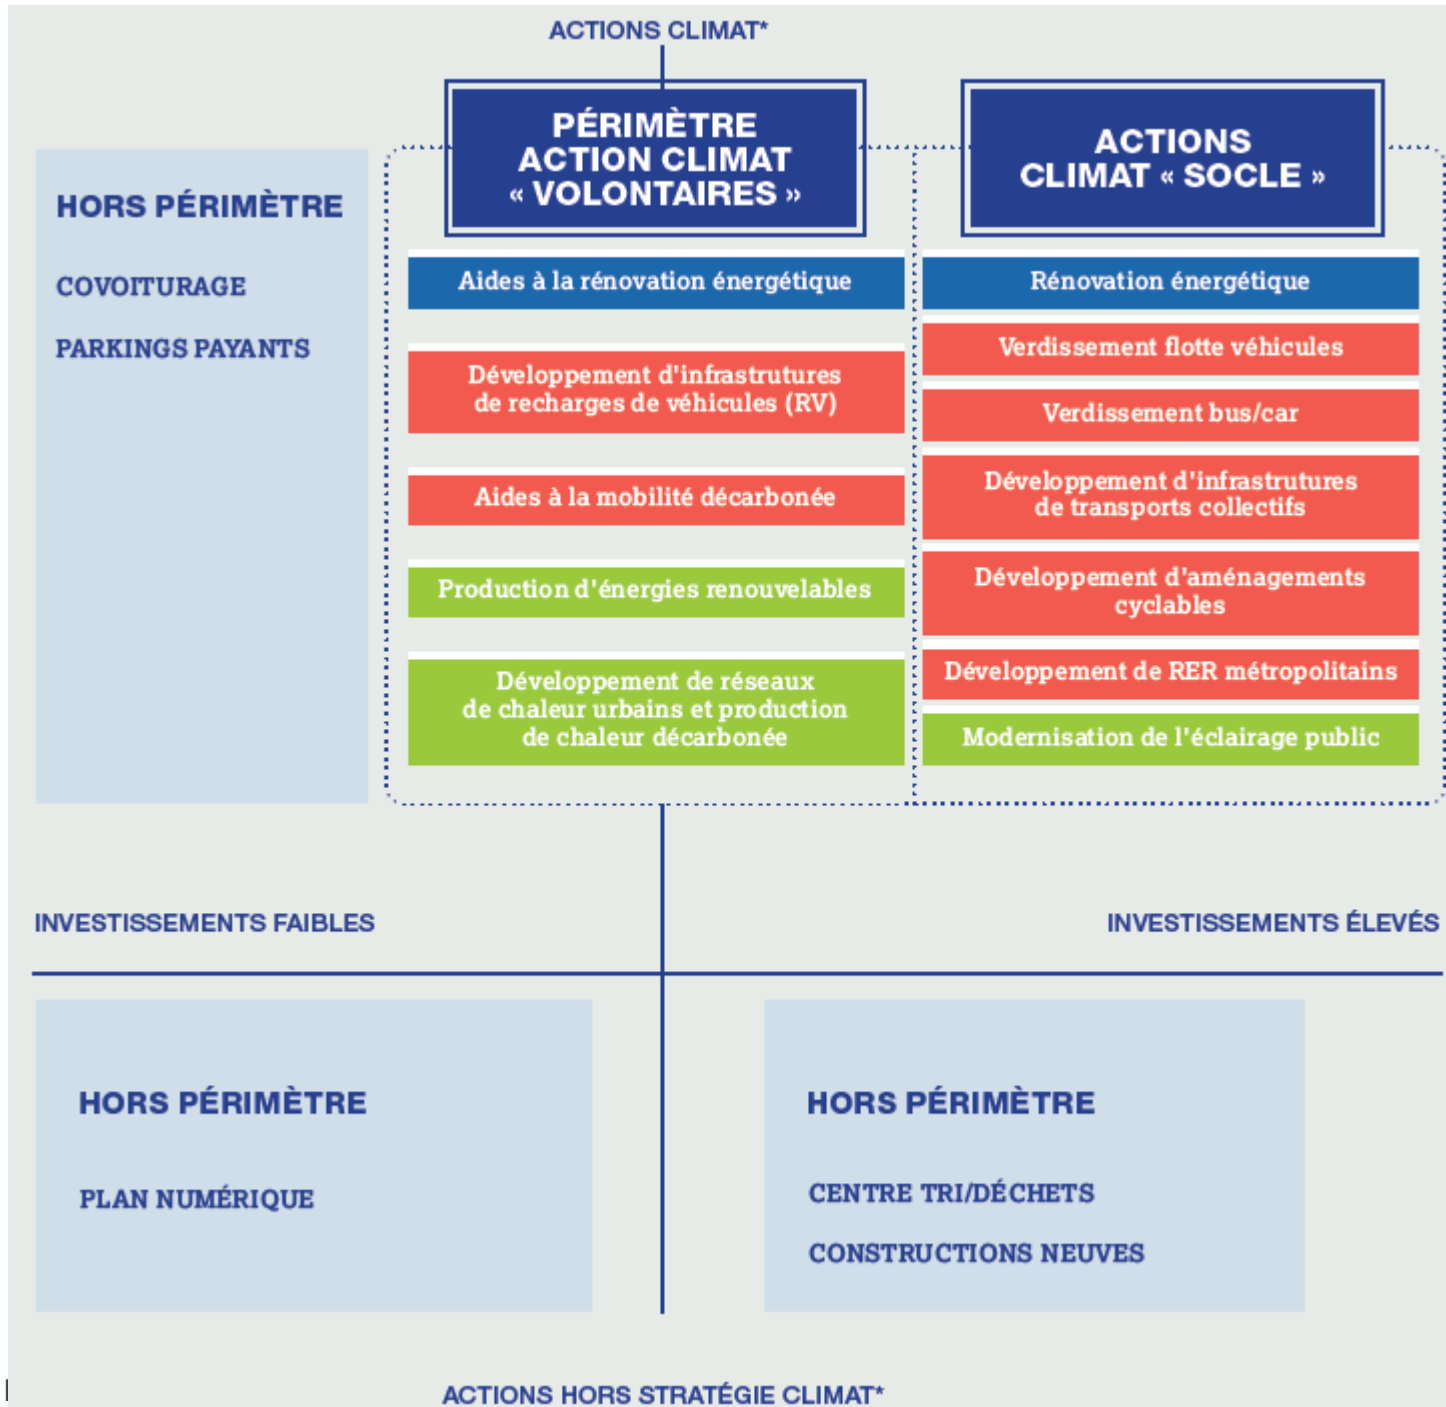 ACTIONS CLIMAT*
HORS PÉRIMÈTRE
COVOITURAGE
PARKINGS PAYANTS
PÉRIMÈTRE
ACTION CLIMAT
« VOLONTAIRES »
Aides à la rénovation énergétique
Développement d'infrastrutures
de recharges de véhicules (RV)
Aides à la mobilité décarbonée
Production d'énergies renouvelables
Développement de réseaux
de chaleur urbains et production
de chaleur décarbonée
ACTIONS
CLIMAT « SOCLE »
Rénovation énergétique
Verdissement flotte véhicules
Verdissement bus/car
Développement d'infrastrutures
de transports collectifs
Développement d'aménagements
cyclables
Développement de RER métropolitains
Modernisation de l'éclairage public
INVESTISSEMENTS FAIBLES
INVESTISSEMENTS ÉLEVÉS
HORS PÉRIMÈTRE
PLAN NUMÉRIQUE
HORS PÉRIMÈTRE
CENTRE TRI/DÉCHETS
CONSTRUCTIONS NEUVES
ACTIONS HORS STRATÉGIE CLIMAT*